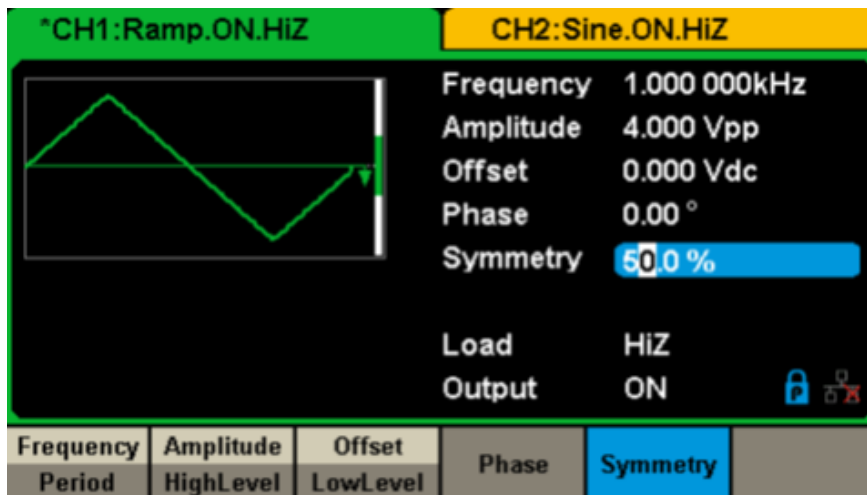 *CH1:Ramp.ON.HiZ
CH2:Sine.ON.HiZ
Frequency 1.000 000kHz
Amplitude 4.000 Vpp
Offset 0.000 Vdc
Phase 0.00 °
Symmetry 50.0 %
Load HiZ
Output ON
P
Frequency Amplitude Offset Phase Symmetry
Period HighLevel LowLevel